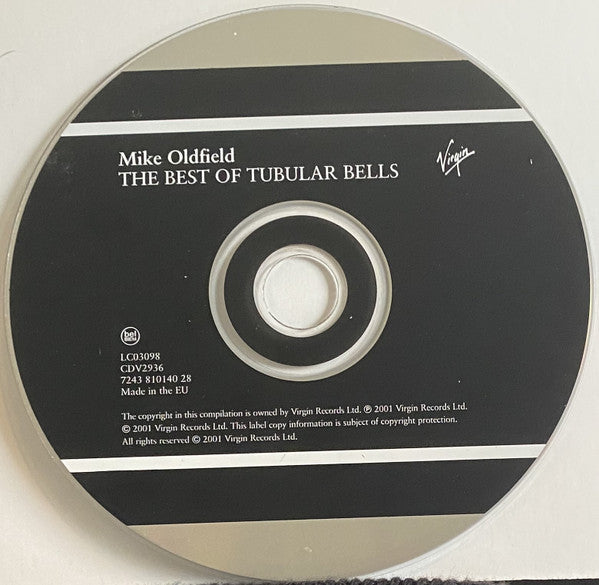 Mike Oldfield
THE BEST OF TUBULAR BELLS
Virgin
bel
BIEM
LC03098
CDV2936
7243 810140 28
Made in the EU
The copyright in this compilation is owned by Virgin Records Ltd. ℗ 2001 Virgin Records Ltd.
© 2001 Virgin Records Ltd. This label copy information is subject of copyright protection.
All rights reserved © 2001 Virgin Records Ltd.